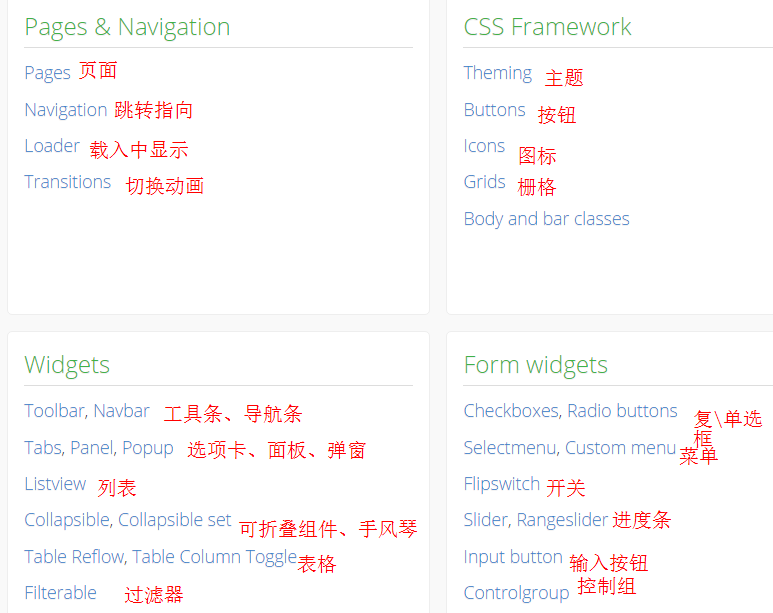 Pages & Navigation
Pages 页面
Navigation 跳转指向
Loader 载入中显示
Transitions 切换动画
CSS Framework
Theming 主题
Buttons 按钮
Icons 图标
Grids 栅格
Body and bar classes
Widgets
Toolbar, Navbar 工具条、导航条
Tabs, Panel, Popup 选项卡、面板、弹窗
Listview 列表
Collapsible, Collapsible set 可折叠组件、手风琴
Table Reflow, Table Column Toggle 表格
Filterable 过滤器
Form widgets
Checkboxes, Radio buttons 复\单选
框
Selectmenu, Custom menu 菜单
Flipswitch 开关
Slider, Rangeslider 进度条
Input button 输入按钮
Controlgroup 控制组